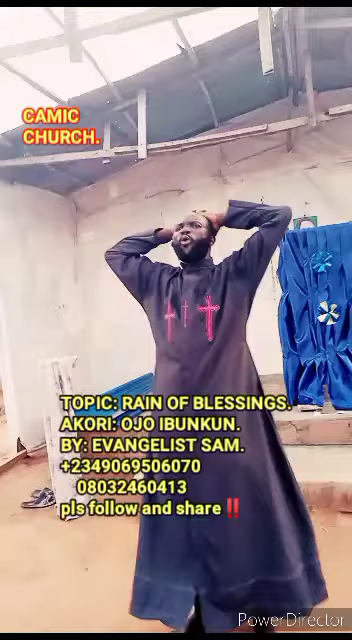 CAMIC
CHURCH.
TOPIC: RAIN OF BLESSINGS.
AKORI: OJO IBUNKUN.
BY: EVANGELIST SAM.
+2349069506070
08032460413
pls follow and share‼️
PowerDirector